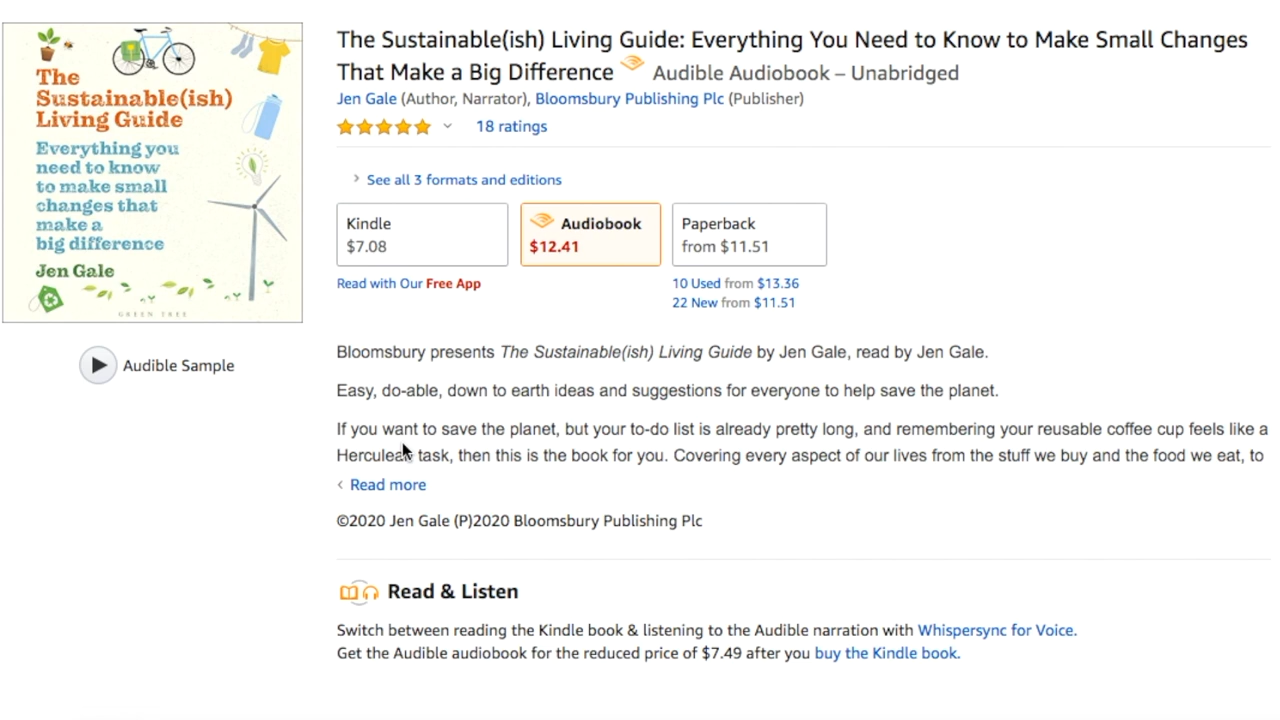 The
Sustainable(ish)
Living Guide
Everything you
need to know
to make small
changes that
make a
big difference
Jen Gale
GREEN TREE
Audible Sample
The Sustainable(ish) Living Guide: Everything You Need to Know to Make Small Changes
That Make a Big Difference Audible Audiobook – Unabridged
Jen Gale (Author, Narrator), Bloomsbury Publishing Plc (Publisher)
18 ratings
See all 3 formats and editions
Kindle
$7.08
Read with Our Free App
Audiobook
$12.41
Paperback
from $11.51
10 Used from $13.36
22 New from $11.51
Bloomsbury presents The Sustainable(ish) Living Guide by Jen Gale, read by Jen Gale.
Easy, do-able, down to earth ideas and suggestions for everyone to help save the planet.
If you want to save the planet, but your to-do list is already pretty long, and remembering your reusable coffee cup feels like a
Herculean task, then this is the book for you. Covering every aspect of our lives from the stuff we buy and the food we eat, to
Read more
©2020 Jen Gale (P)2020 Bloomsbury Publishing Plc
Read & Listen
Switch between reading the Kindle book & listening to the Audible narration with Whispersync for Voice.
Get the Audible audiobook for the reduced price of $7.49 after you buy the Kindle book.